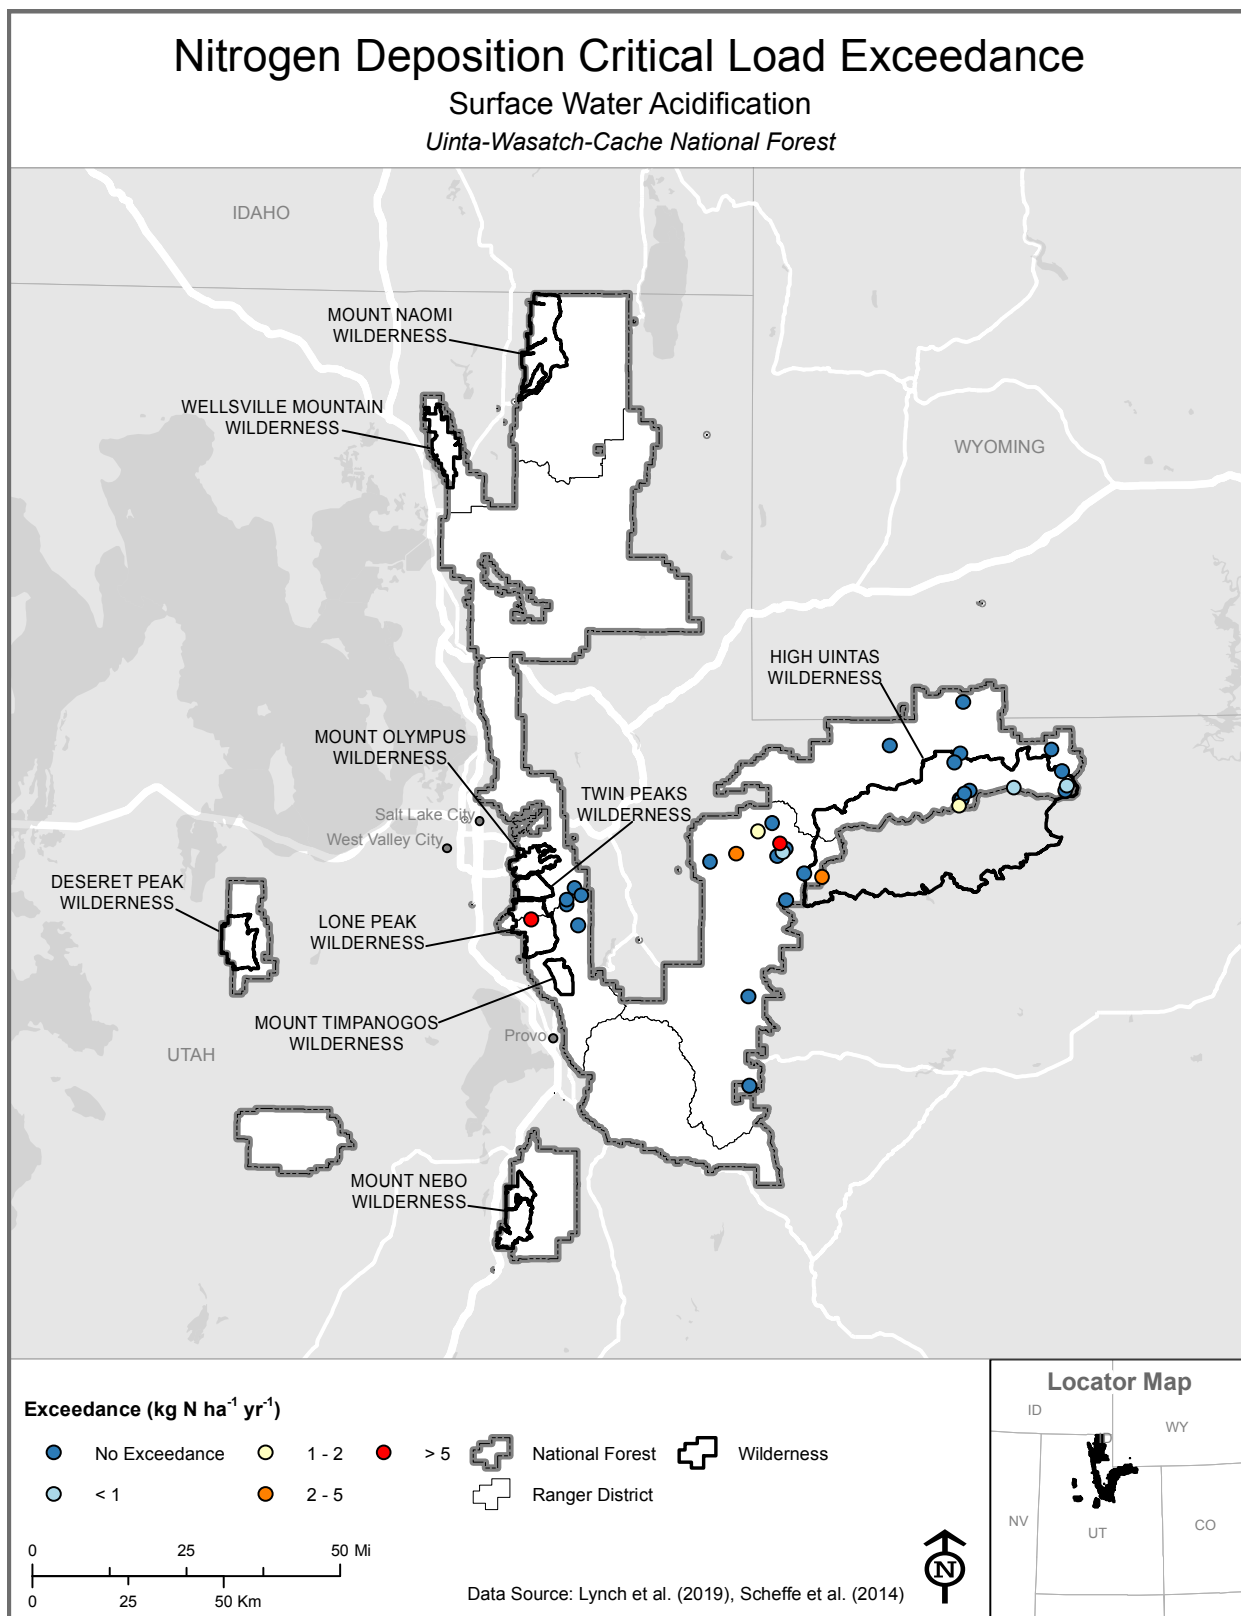 Nitrogen Deposition Critical Load Exceedance
Surface Water Acidification
Uinta-Wasatch-Cache National Forest
IDAHO
MOUNT NAOMI
WILDERNESS
WELLSVILLE MOUNTAIN
WILDERNESS
WYOMING
HIGH UINTAS
WILDERNESS
MOUNT OLYMPUS
WILDERNESS
TWIN PEAKS
WILDERNESS
Salt Lake City
West Valley City
DESERET PEAK
WILDERNESS
LONE PEAK
WILDERNESS
MOUNT TIMPANOGOS
WILDERNESS
Provo
UTAH
MOUNT NEBO
WILDERNESS
Exceedance (kg N ha-1 yr-1)
No Exceedance
< 1
1 - 2
2 - 5
> 5
National Forest
Ranger District
Wilderness
0 25 50 Mi
0 25 50 Km
Data Source: Lynch et al. (2019), Scheffe et al. (2014)
N
Locator Map
ID
WY
NV
UT
CO